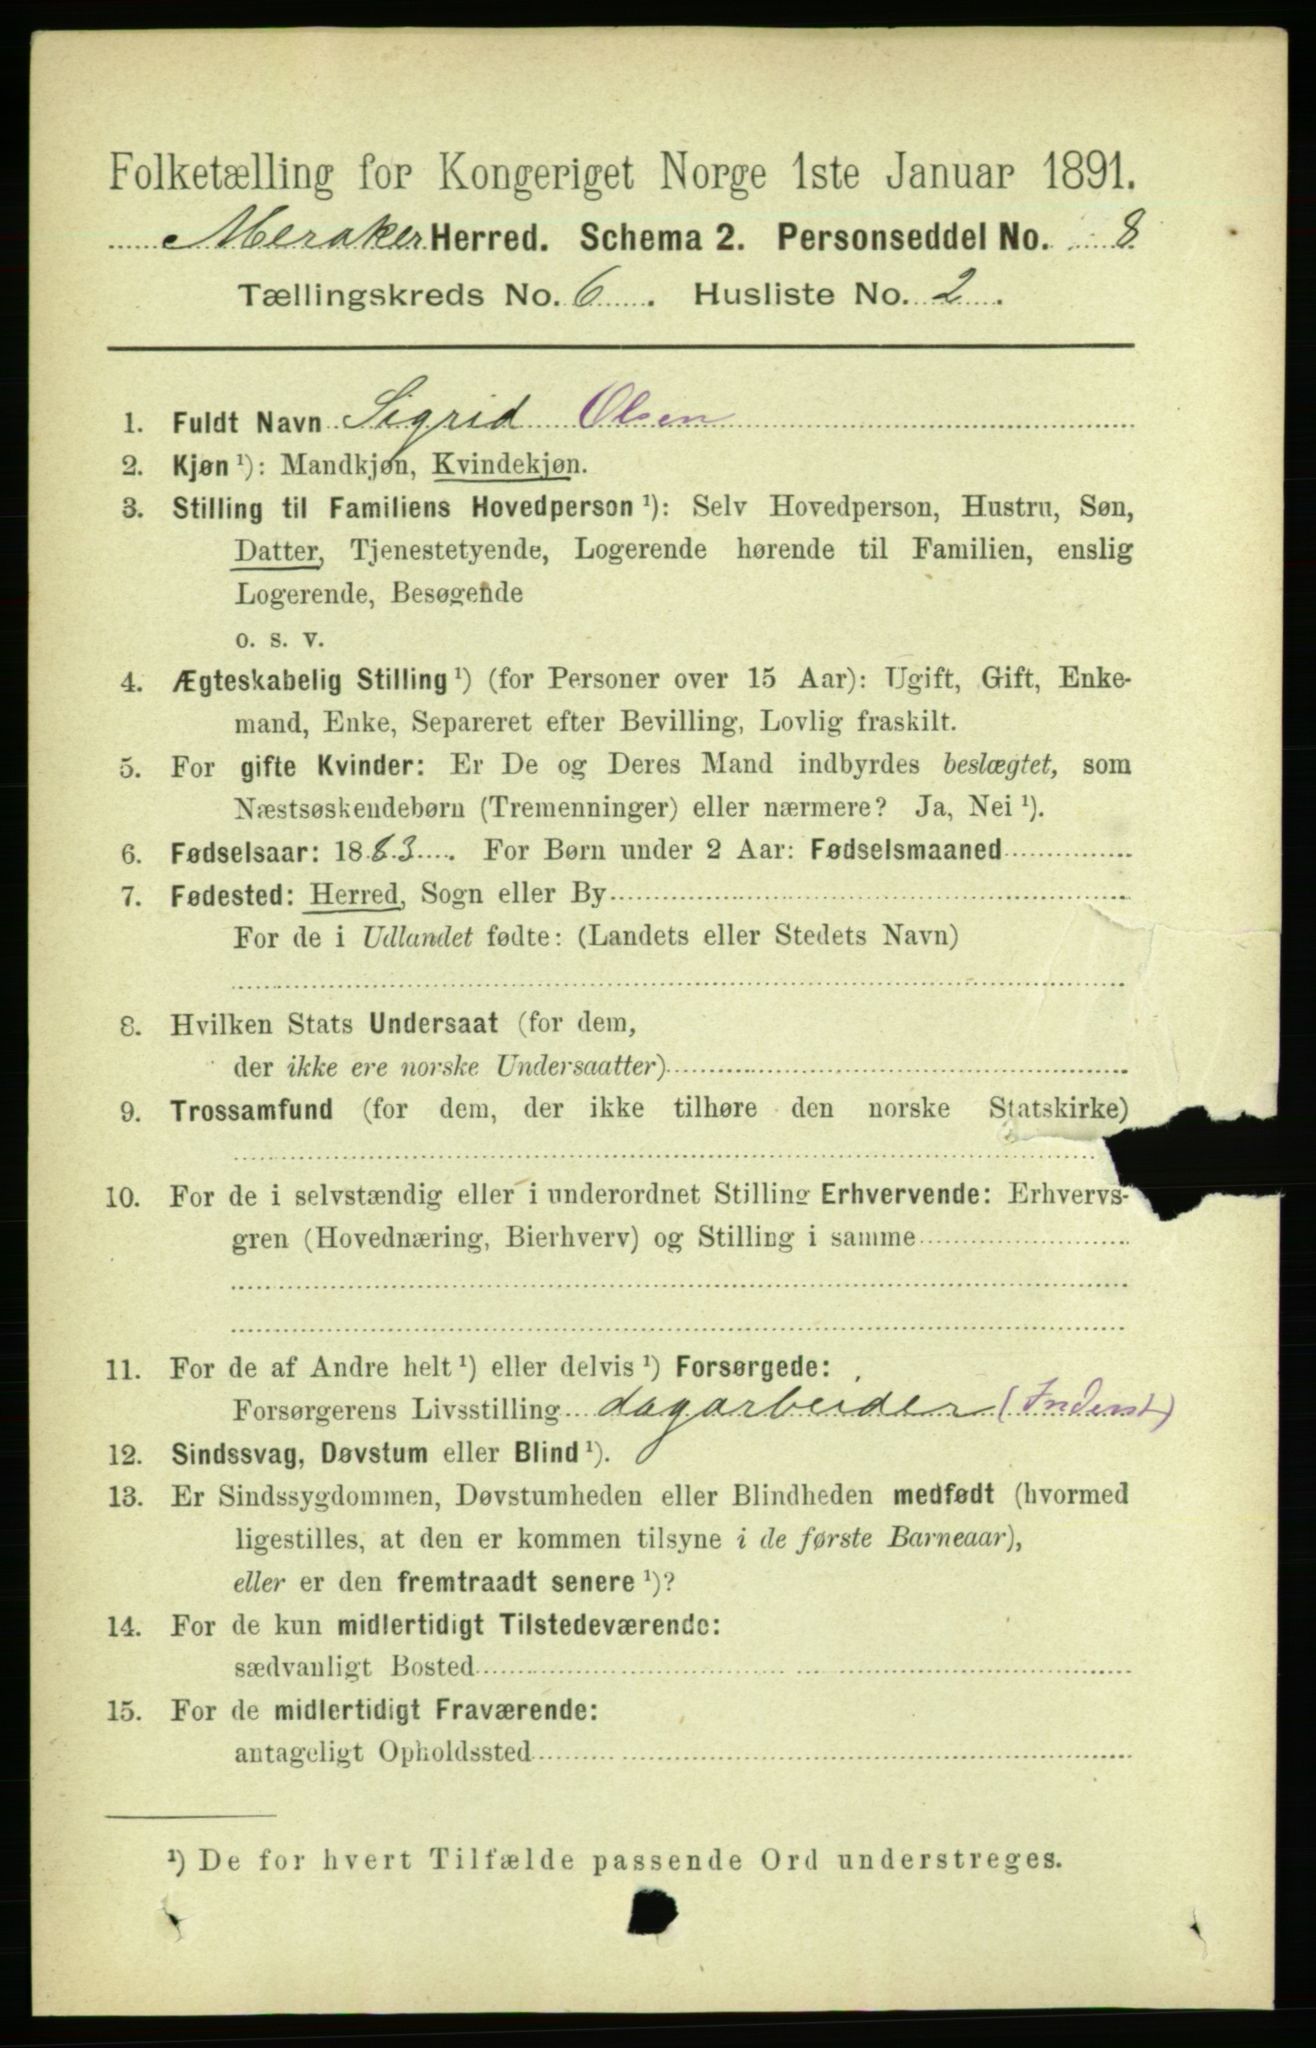 Folketælling for Kongeriget Norge 1ste Januar 1891.
Meraker Herred. Schema 2. Personseddel No. 8
Tællingskreds No. 6. Husliste No. 2.
1. Fuldt Navn Sigrid Olsen
2. Kjøn ¹): Mandkjøn, Kvindekjøn.
3. Stilling til Familiens Hovedperson ¹): Selv Hovedperson, Hustru, Søn,
Datter, Tjenestetyende, Logerende hørende til Familien, enslig
Logerende, Besøgende
o. s. v.
4. Ægteskabelig Stilling ¹) (for Personer over 15 Aar): Ugift, Gift, Enke-
mand, Enke, Separeret efter Bevilling, Lovlig fraskilt.
5. For gifte Kvinder: Er De og Deres Mand indbyrdes beslægtet, som
Næstsøskendebørn (Tremenninger) eller nærmere? Ja, Nei ¹).
6. Fødselsaar: 1883. For Børn under 2 Aar: Fødselsmaaned
7. Fødested: Herred, Sogn eller By
For de i Udlandet fødte: (Landets eller Stedets Navn)
8. Hvilken Stats Undersaat (for dem,
der ikke ere norske Undersaatter)
9. Trossamfund (for dem, der ikke tilhøre den norske Statskirke)
10. For de i selvstændig eller i underordnet Stilling Erhvervende: Erhvervs-
gren (Hovednæring, Bierhverv) og Stilling i samme
11. For de af Andre helt ¹) eller delvis ¹) Forsørgede:
Forsørgerens Livsstilling dagarbeider (Inderst)
12. Sindssvag, Døvstum eller Blind ¹).
13. Er Sindssygdommen, Døvstumheden eller Blindheden medfødt (hvormed
ligestilles, at den er kommen tilsyne i de første Barneaar),
eller er den fremtraadt senere ¹)?
14. For de kun midlertidigt Tilstedeværende:
sædvanligt Bosted
15. For de midlertidigt Fraværende:
antageligt Opholdssted
¹) De for hvert Tilfælde passende Ord understreges.